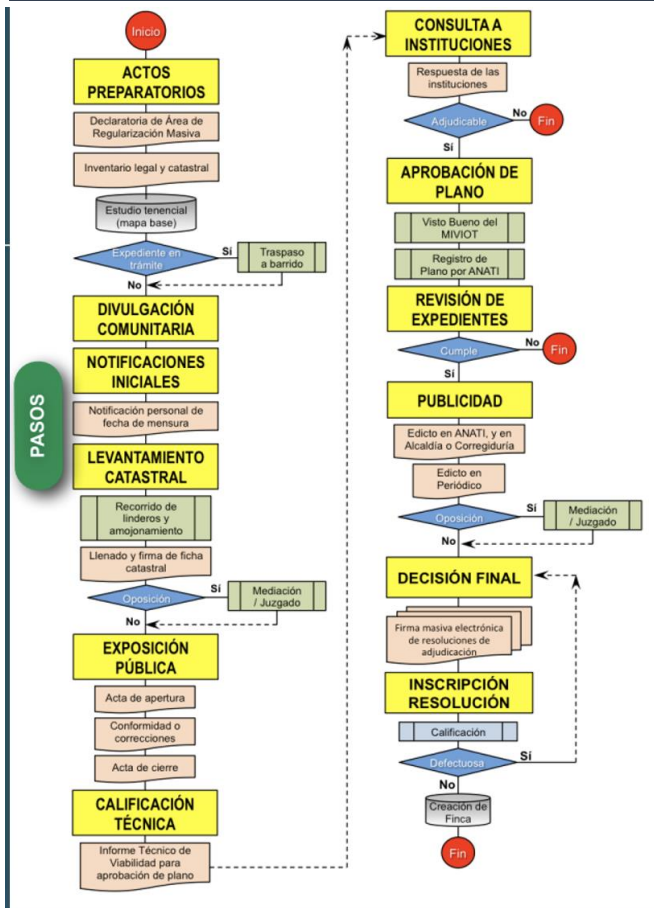 PASOS
Inicio
ACTOS
PREPARATORIOS
Declaratoria de Área de
Regularización Masiva
Inventario legal y catastral
Estudio tenencial
(mapa base)
Expediente en
trámite
Sí
Traspaso
a barrido
No
DIVULGACIÓN
COMUNITARIA
NOTIFICACIONES
INICIALES
Notificación personal de
fecha de mensura
LEVANTAMIENTO
CATASTRAL
Recorrido de
linderos y
amojonamiento
Llenado y firma de ficha
catastral
Oposición
Sí
Mediación
/ Juzgado
No
EXPOSICIÓN
PÚBLICA
Acta de apertura
Conformidad o
correcciones
Acta de cierre
CALIFICACIÓN
TÉCNICA
Informe Técnico de
Viabilidad para
aprobación de plano
CONSULTA A
INSTITUCIONES
Respuesta de las
instituciones
Adjudicable
No
Fin
Sí
APROBACIÓN DE
PLANO
Visto Bueno del
MIVIOT
Registro de
Plano por ANATI
REVISIÓN DE
EXPEDIENTES
Cumple
No
Fin
Sí
PUBLICIDAD
Edicto en ANATI, y en
Alcaldía o Corregiduría
Edicto en
Periódico
Oposición
Sí
Mediación
/ Juzgado
No
DECISIÓN FINAL
Firma masiva electrónica
de resoluciones de
adjudicación
INSCRIPCIÓN
RESOLUCIÓN
Calificación
Defectuosa
Sí
No
Creación de
Finca
Fin